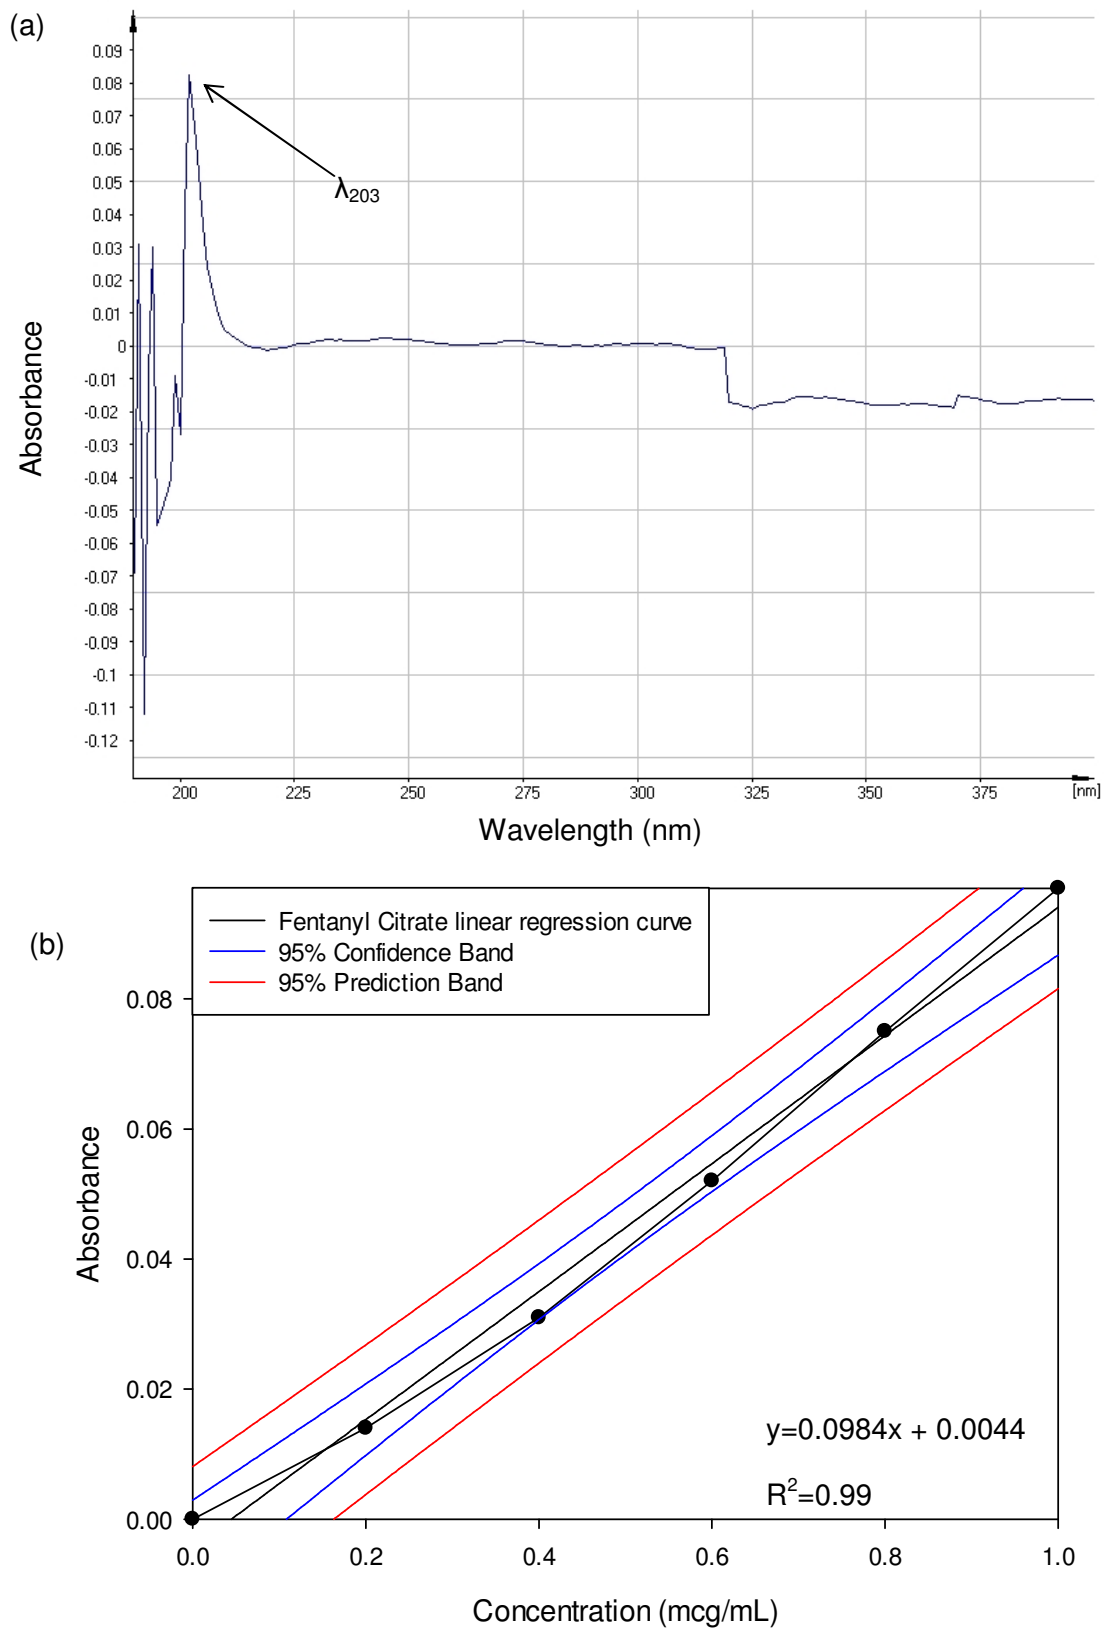 (a)
0.09
0.08
0.07
0.06
0.05
0.04
0.03
0.02
0.01
0
-0.01
-0.02
-0.03
-0.04
-0.05
-0.06
-0.07
-0.08
-0.09
-0.1
-0.11
-0.12
Absorbance
λ203
200 225 250 275 300 325 350 375 [nm]
Wavelength (nm)
(b)
Fentanyl Citrate linear regression curve
95% Confidence Band
95% Prediction Band
0.08
0.06
0.04
0.02
0.00
Absorbance
y=0.0984x + 0.0044
R2=0.99
0.0 0.2 0.4 0.6 0.8 1.0
Concentration (mcg/mL)